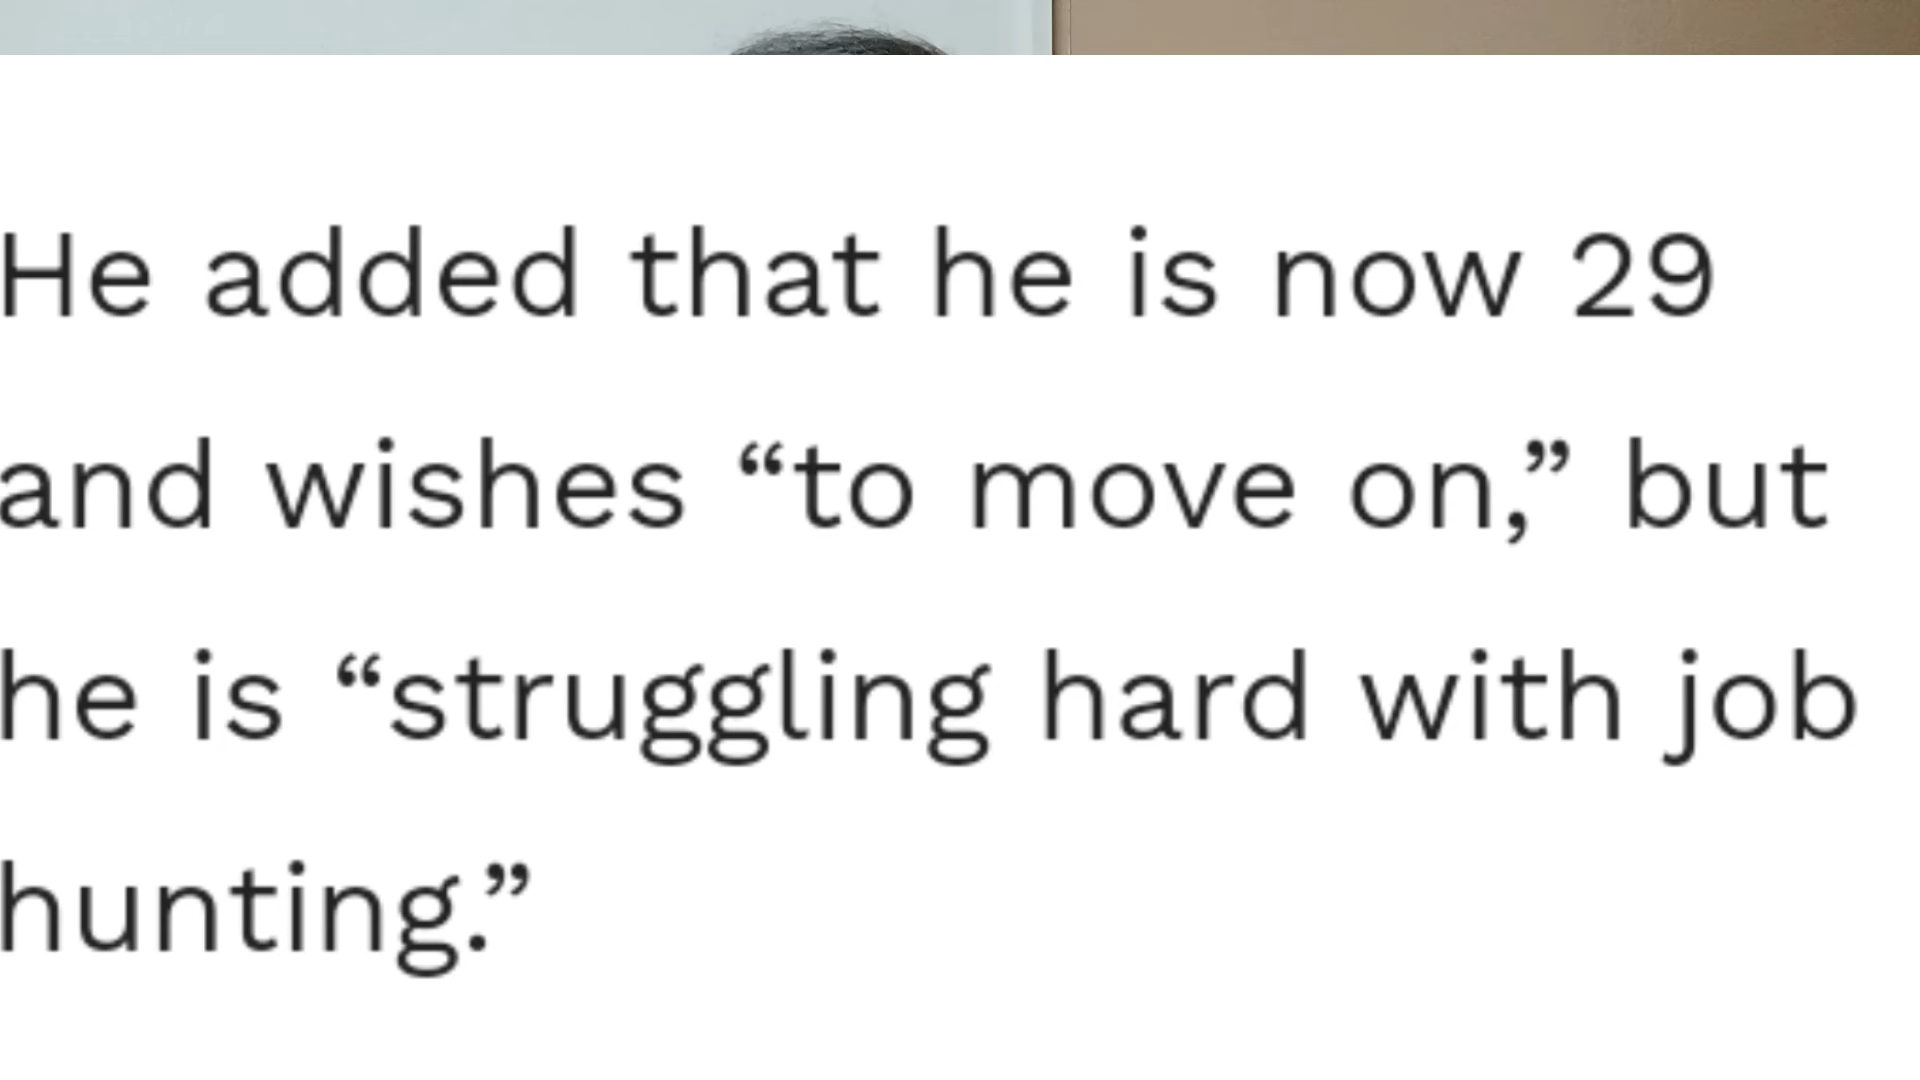 He added that he is now 29
and wishes “to move on,” but
he is “struggling hard with job
hunting.”